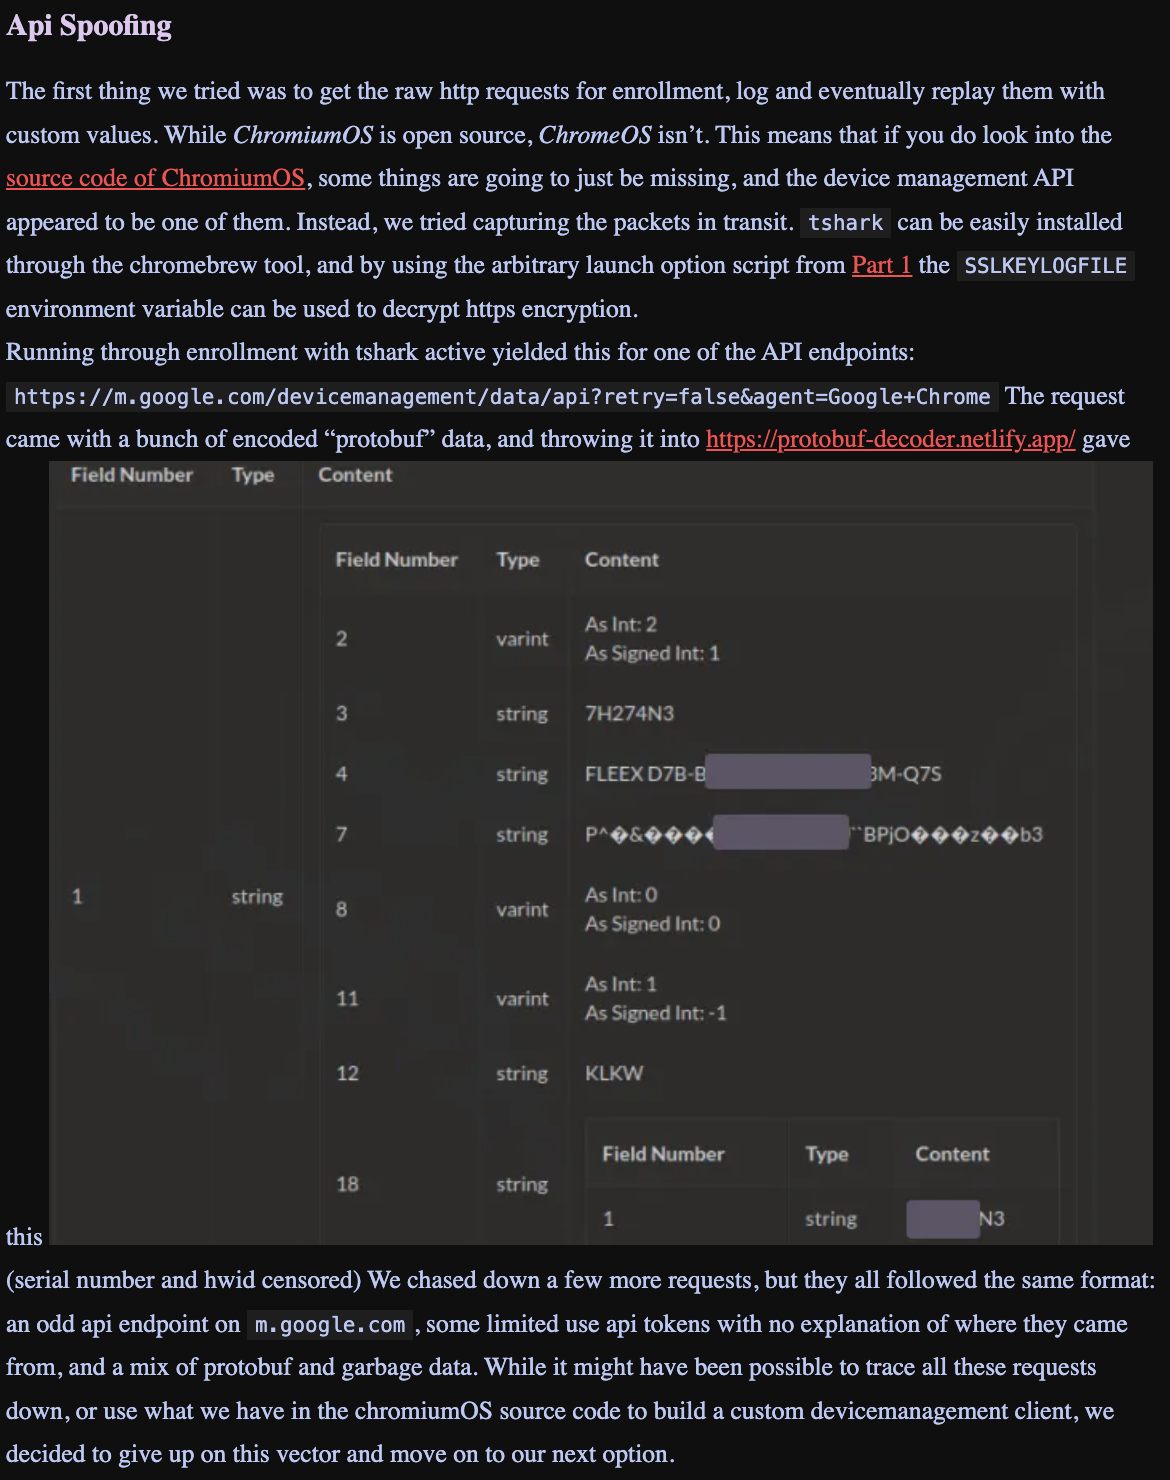 Api Spoofing
The first thing we tried was to get the raw http requests for enrollment, log and eventually replay them with
custom values. While ChromiumOS is open source, ChromeOS isn’t. This means that if you do look into the
source code of ChromiumOS, some things are going to just be missing, and the device management API
appeared to be one of them. Instead, we tried capturing the packets in transit. tshark can be easily installed
through the chromebrew tool, and by using the arbitrary launch option script from Part 1 the SSLKEYLOGFILE
environment variable can be used to decrypt https encryption.
Running through enrollment with tshark active yielded this for one of the API endpoints:
https://m.google.com/devicemanagement/data/api?retry=false&agent=Google+Chrome The request
came with a bunch of encoded “protobuf” data, and throwing it into https://protobuf-decoder.netlify.app/ gave
Field Number Type Content
Field Number Type Content
2 varint As Int: 2
As Signed Int: 1
3 string 7H274N3
4 string FLEEX D7B-B 3M-Q7S
7 string P^�&���� ``BPjO���z��b3
1 string
8 varint As Int: 0
As Signed Int: 0
11 varint As Int: 1
As Signed Int: -1
12 string KLKW
Field Number Type Content
18 string
1 string N3
this
(serial number and hwid censored) We chased down a few more requests, but they all followed the same format:
an odd api endpoint on m.google.com, some limited use api tokens with no explanation of where they came
from, and a mix of protobuf and garbage data. While it might have been possible to trace all these requests
down, or use what we have in the chromiumOS source code to build a custom devicemanagement client, we
decided to give up on this vector and move on to our next option.